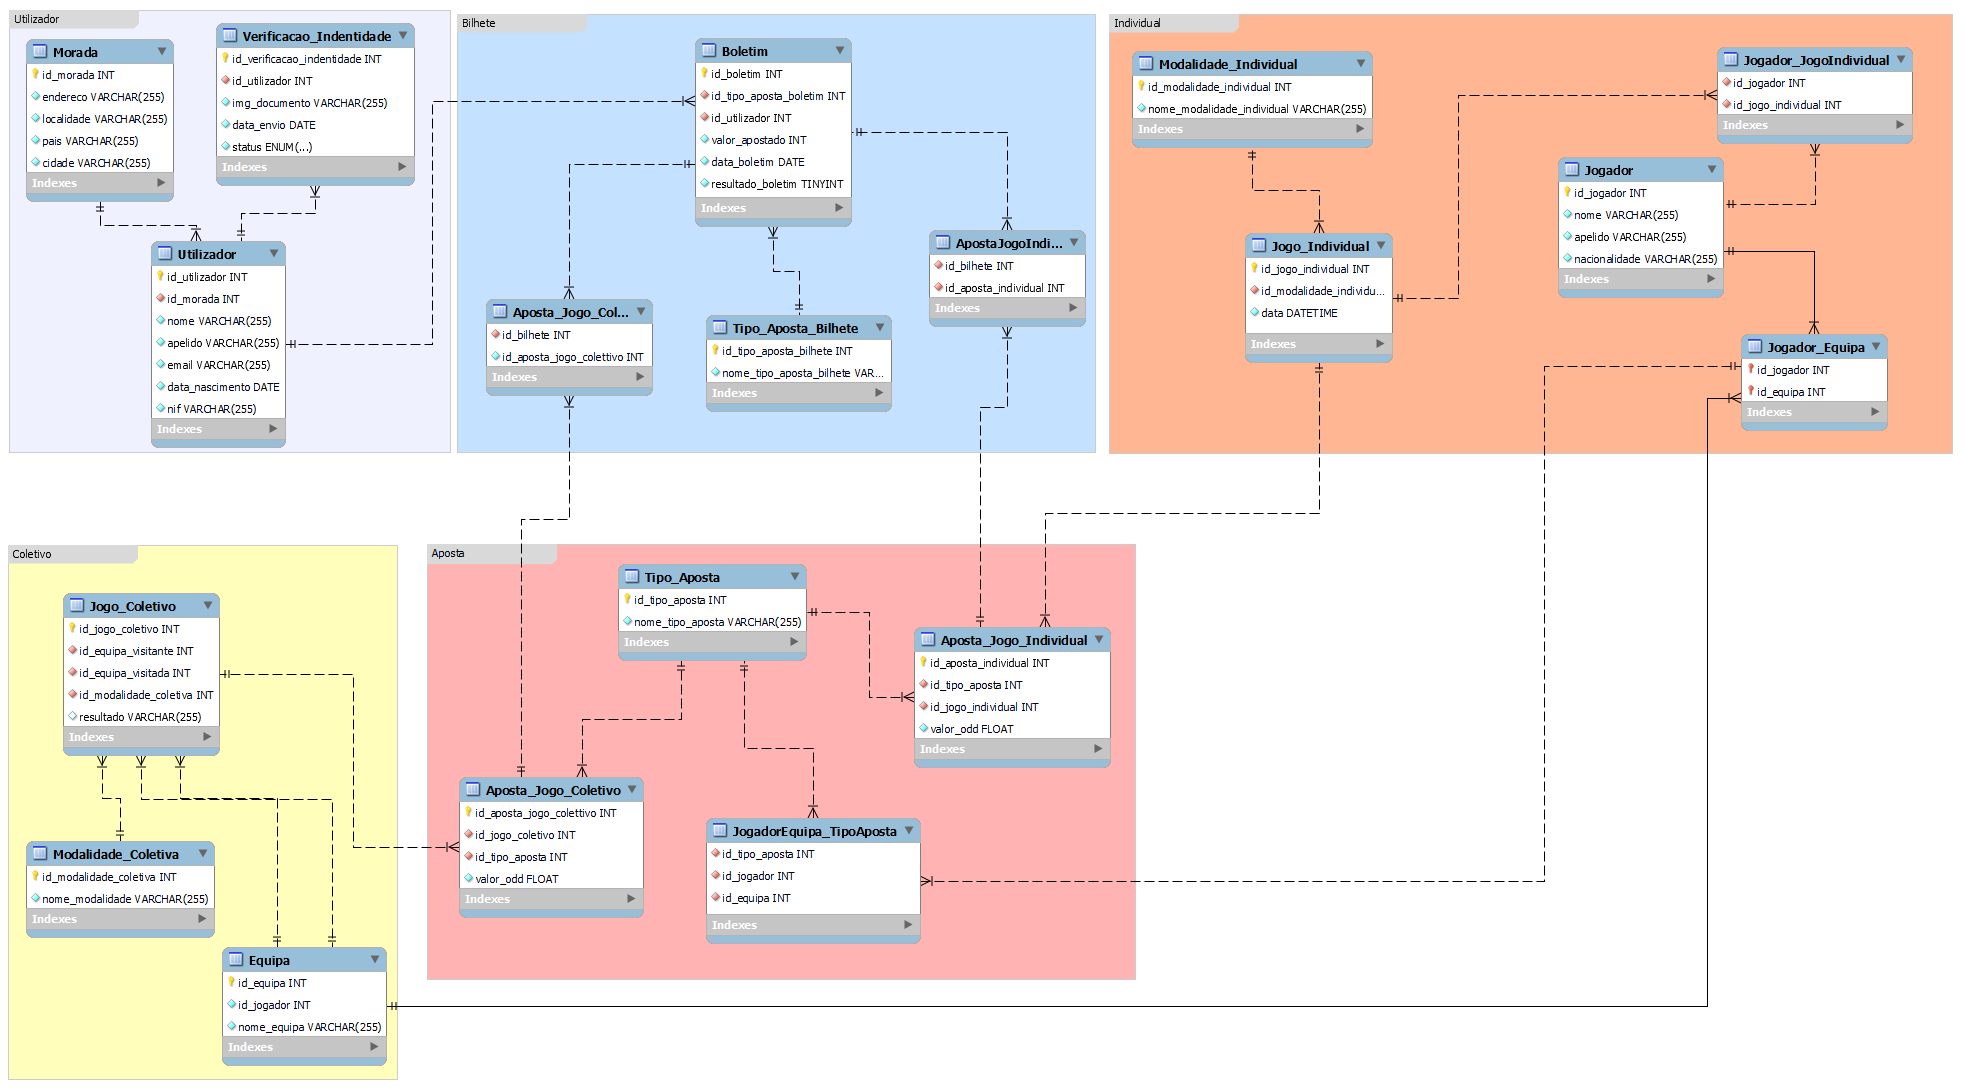 Utilizador
Morada
id_morada INT
endereco VARCHAR(255)
localidade VARCHAR(255)
pais VARCHAR(255)
cidade VARCHAR(255)
Indexes
Verificacao_Indentidade
id_verificacao_indentidade INT
id_utilizador INT
img_documento VARCHAR(255)
data_envio DATE
status ENUM(...)
Indexes
Utilizador
id_utilizador INT
id_morada INT
nome VARCHAR(255)
apelido VARCHAR(255)
email VARCHAR(255)
data_nascimento DATE
nif VARCHAR(255)
Indexes
Bilhete
Boletim
id_boletim INT
id_tipo_aposta_boletim INT
id_utilizador INT
valor_apostado INT
data_boletim DATE
resultado_boletim TINYINT
Indexes
ApostaJogoIndi...
id_bilhete INT
id_aposta_individual INT
Indexes
Aposta_Jogo_Col...
id_bilhete INT
id_aposta_jogo_colettivo INT
Indexes
Tipo_Aposta_Bilhete
id_tipo_aposta_bilhete INT
nome_tipo_aposta_bilhete VAR...
Indexes
Individual
Modalidade_Individual
id_modalidade_individual INT
nome_modalidade_individual VARCHAR(255)
Indexes
Jogador_JogoIndividual
id_jogador INT
id_jogo_individual INT
Indexes
Jogador
id_jogador INT
nome VARCHAR(255)
apelido VARCHAR(255)
nacionalidade VARCHAR(255)
Indexes
Jogo_Individual
id_jogo_individual INT
id_modalidade_individu...
data DATETIME
Indexes
Jogador_Equipa
id_jogador INT
id_equipa INT
Indexes
Coletivo
Jogo_Coletivo
id_jogo_coletivo INT
id_equipa_visitante INT
id_equipa_visitada INT
id_modalidade_coletiva INT
resultado VARCHAR(255)
Indexes
Modalidade_Coletiva
id_modalidade_coletiva INT
nome_modalidade VARCHAR(255)
Indexes
Equipa
id_equipa INT
id_jogador INT
nome_equipa VARCHAR(255)
Indexes
Aposta
Tipo_Aposta
id_tipo_aposta INT
nome_tipo_aposta VARCHAR(255)
Indexes
Aposta_Jogo_Individual
id_aposta_individual INT
id_tipo_aposta INT
id_jogo_individual INT
valor_odd FLOAT
Indexes
Aposta_Jogo_Coletivo
id_aposta_jogo_colettivo INT
id_jogo_coletivo INT
id_tipo_aposta INT
valor_odd FLOAT
Indexes
JogadorEquipa_TipoAposta
id_tipo_aposta INT
id_jogador INT
id_equipa INT
Indexes